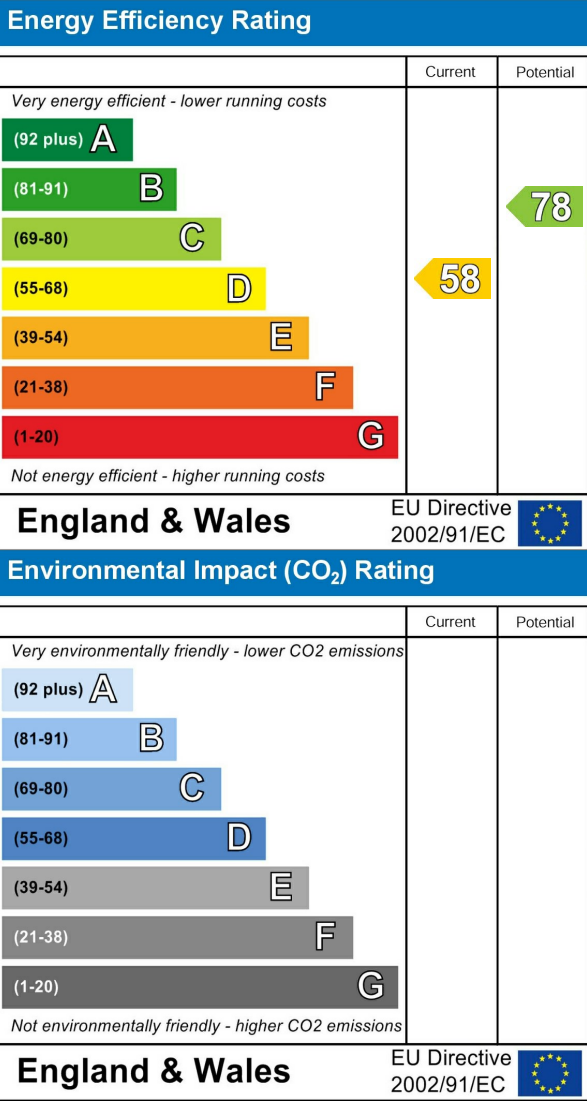 Energy Efficiency Rating
Current Potential
Very energy efficient - lower running costs
(92 plus) A
(81-91) B
78
(69-80) C
58
(55-68) D
(39-54) E
(21-38) F
(1-20) G
Not energy efficient - higher running costs
England & Wales
EU Directive
2002/91/EC
Environmental Impact (CO₂) Rating
Current Potential
Very environmentally friendly - lower CO2 emissions
(92 plus) A
(81-91) B
(69-80) C
(55-68) D
(39-54) E
(21-38) F
(1-20) G
Not environmentally friendly - higher CO2 emissions
England & Wales
EU Directive
2002/91/EC